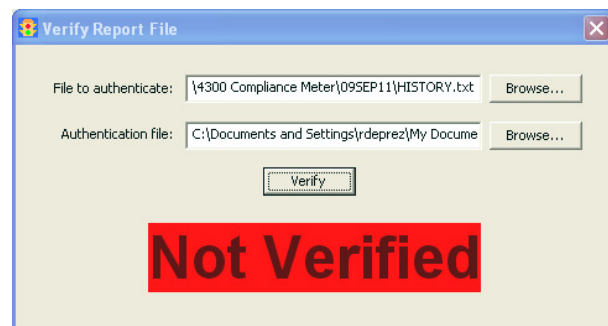 Verify Report File
File to authenticate: \4300 Compliance Meter\09SEP11\HISTORY.txt Browse...
Authentication file: C:\Documents and Settings\rdeprez\My Docume Browse...
Verify
Not Verified